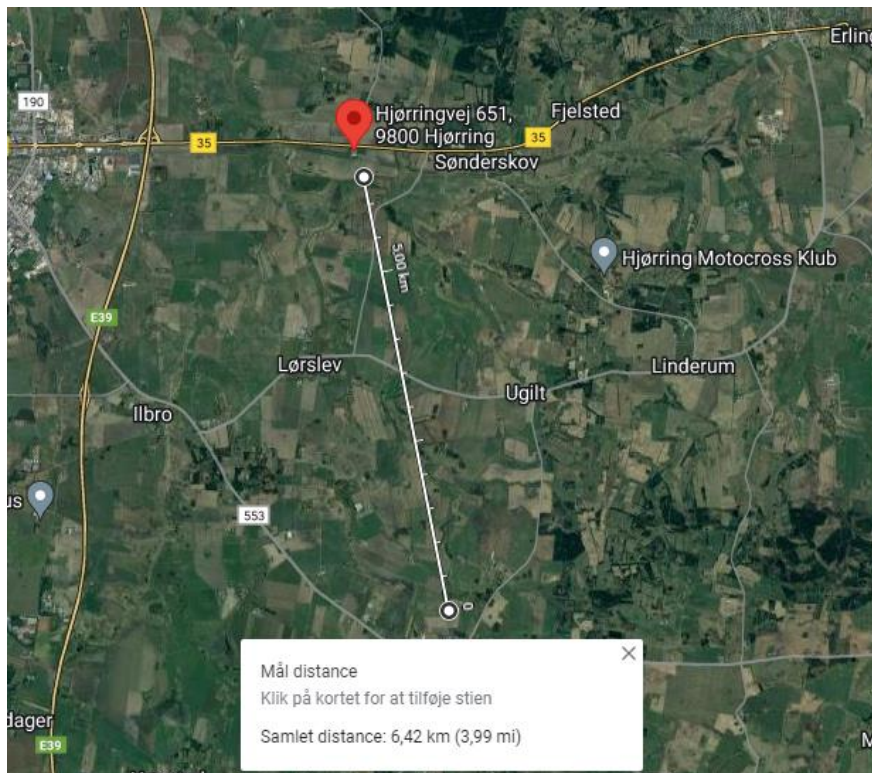 Erling
190
Hjørringvej 651,
9800 Hjørring
Fjelsted
35
35
Sønderskov
5,00 km
Hjørring Motocross Klub
E39
Lørslev
Linderum
Ugilt
Ilbro
us
553
0
Mål distance
Klik på kortet for at tilføje stien
Samlet distance: 6,42 km (3,99 mi)
dager
E39
M